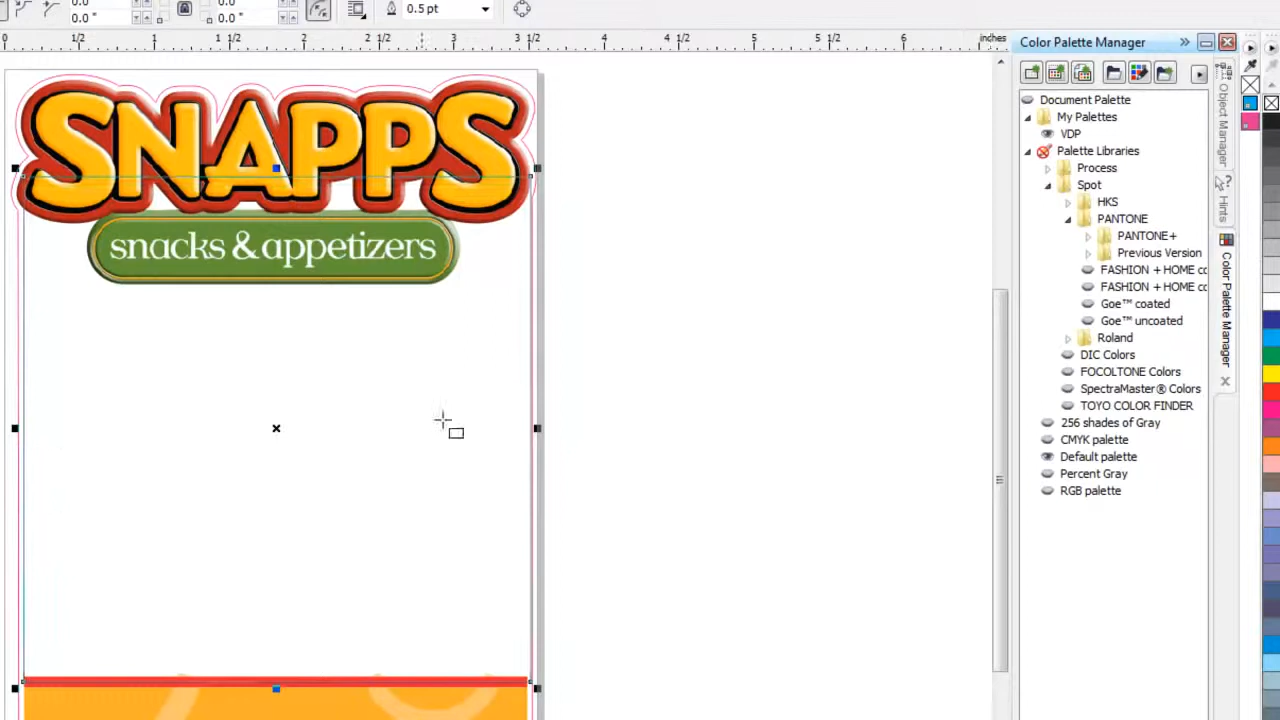 0.0 "
0.0 "
0.0 "
0.5 pt
0 1/2 1 1 1/2 2 2 1/2 3 3 1/2 4 4 1/2 5 5 1/2 6 inches
SNAPPS
snacks & appetizers
Color Palette Manager
Document Palette
My Palettes
VDP
Palette Libraries
Process
Spot
HKS
PANTONE
PANTONE+
Previous Version
FASHION + HOME cc
FASHION + HOME cc
Goe™ coated
Goe™ uncoated
Roland
DIC Colors
FOCOLTONE Colors
SpectraMaster® Colors
TOYO COLOR FINDER
256 shades of Gray
CMYK palette
Default palette
Percent Gray
RGB palette
Object Manager
Hints
Color Palette Manager